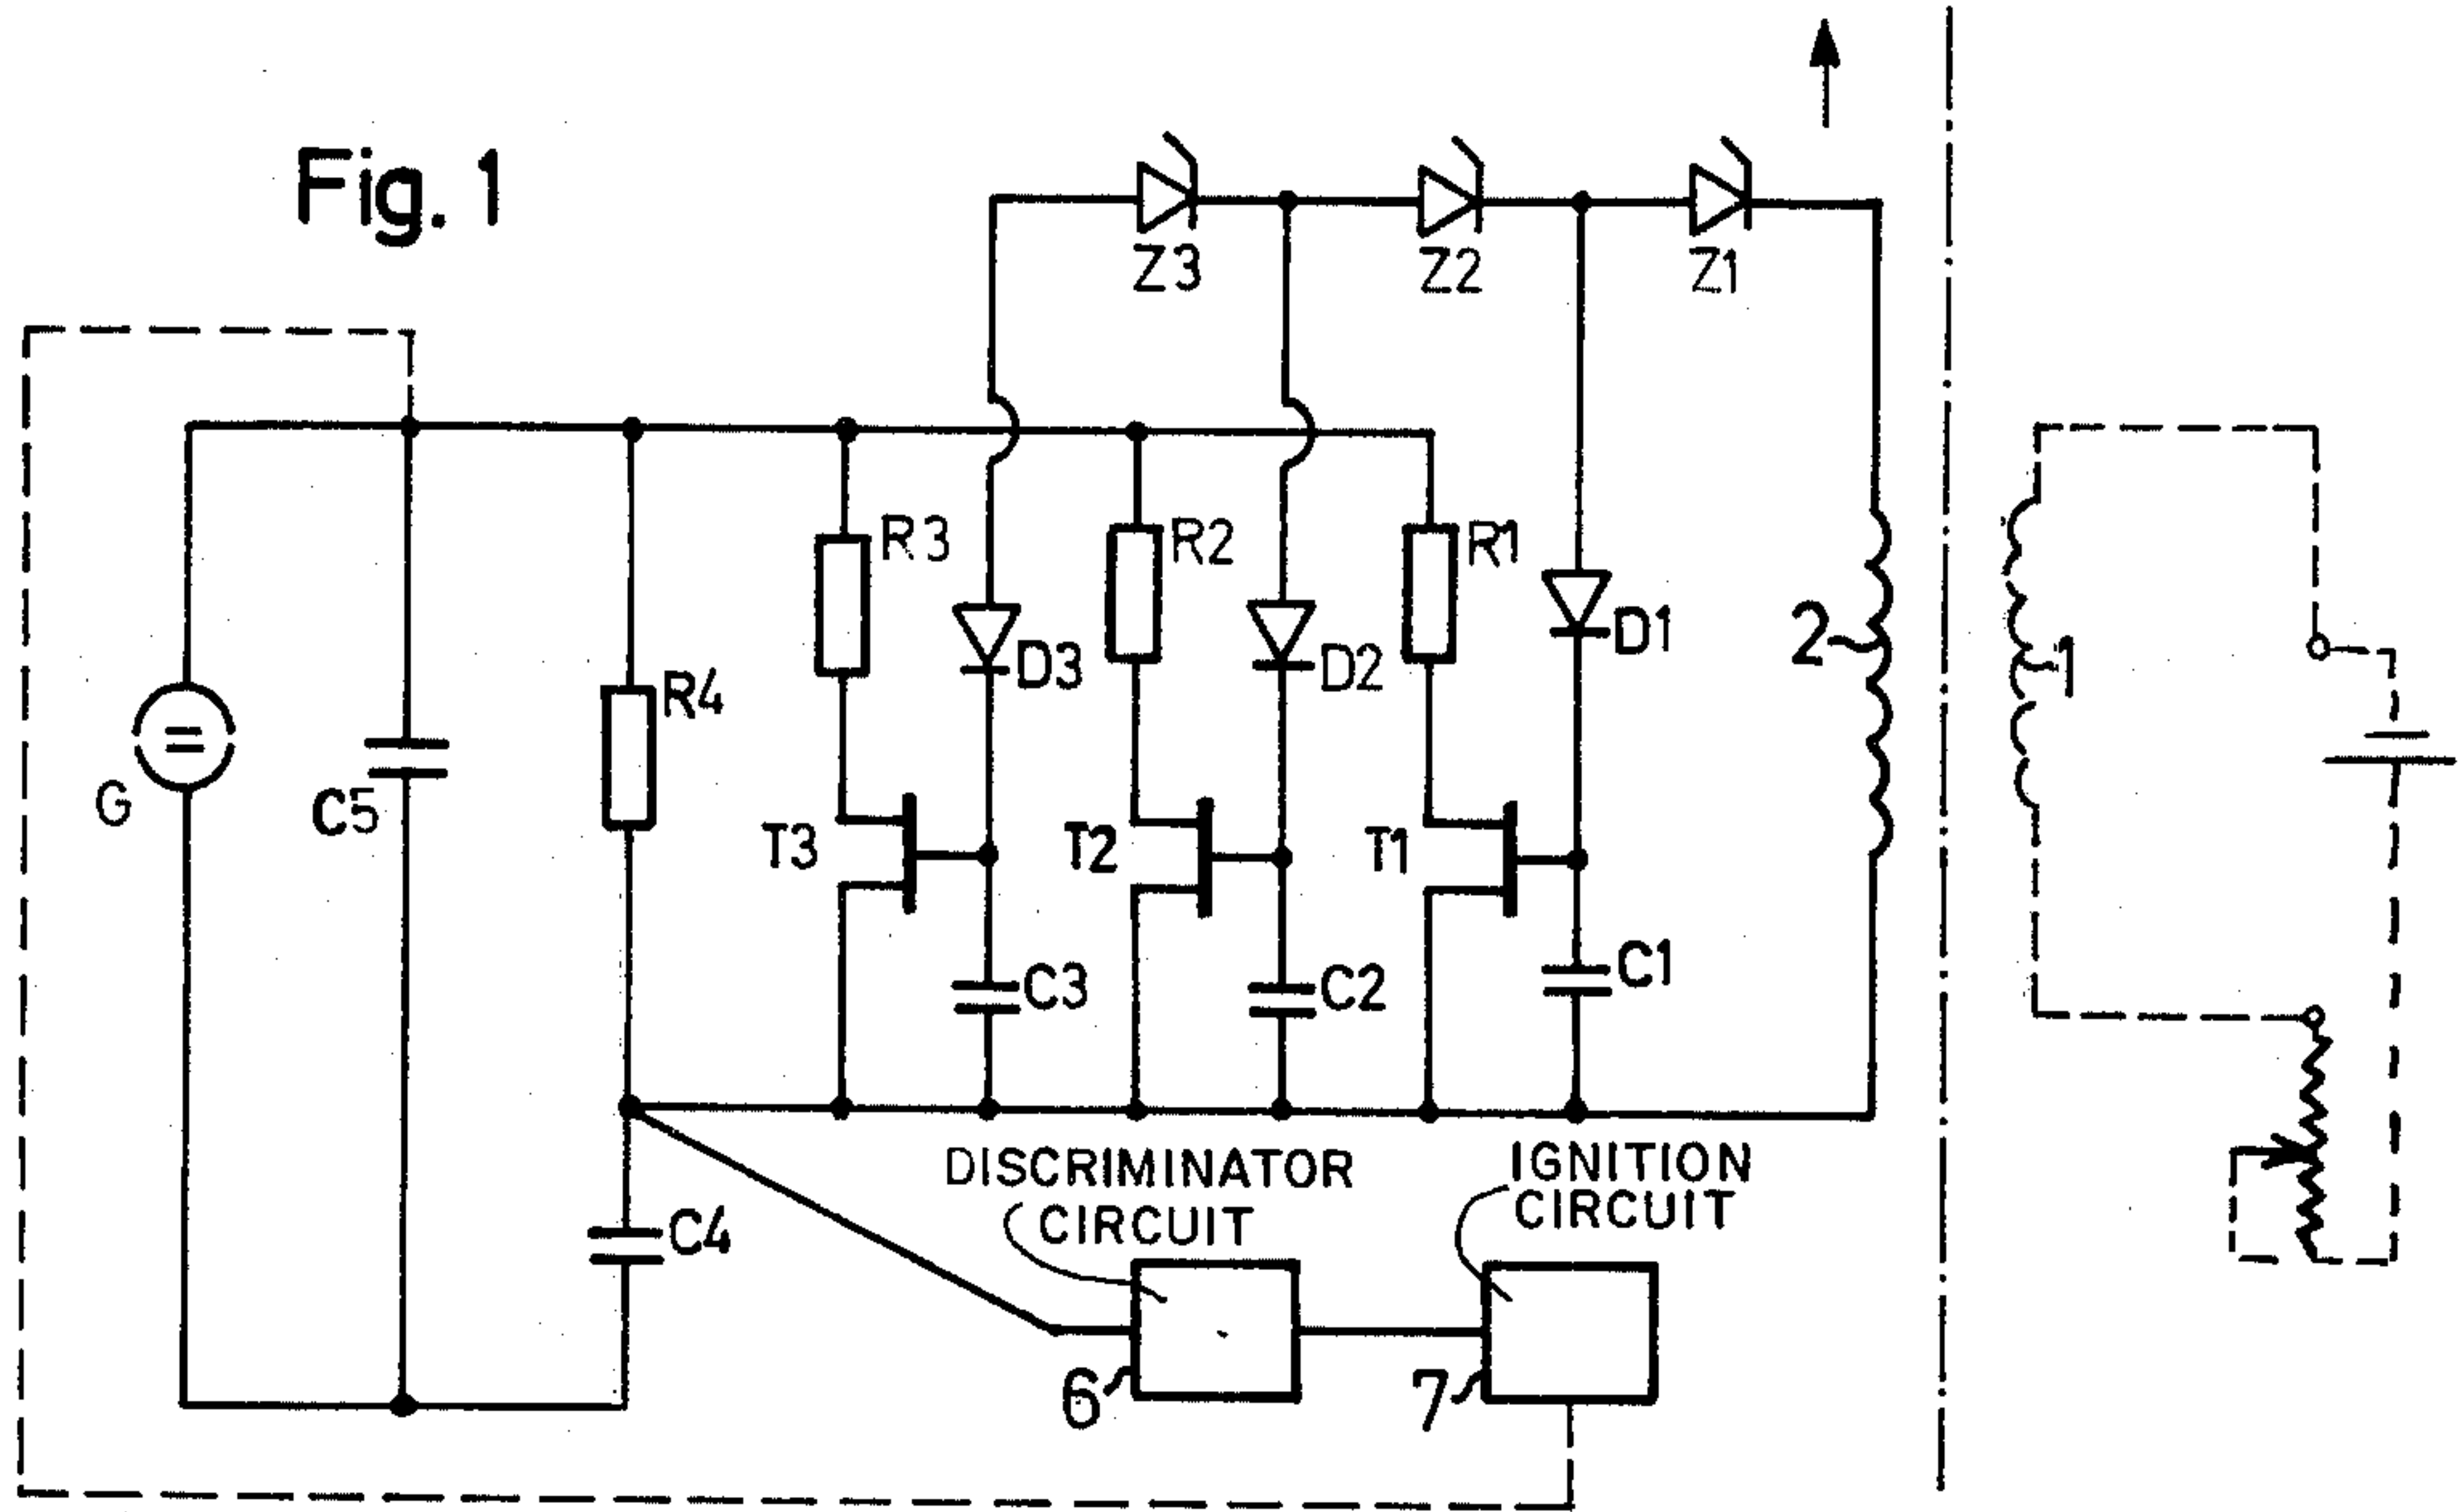 Fig. 1
Z3
Z2
Z1
R3
R2
R1
D3
D2
D1
2
1
R4
G
C5
T3
T2
T1
C3
C2
C1
DISCRIMINATOR
CIRCUIT
IGNITION
CIRCUIT
C4
6
7